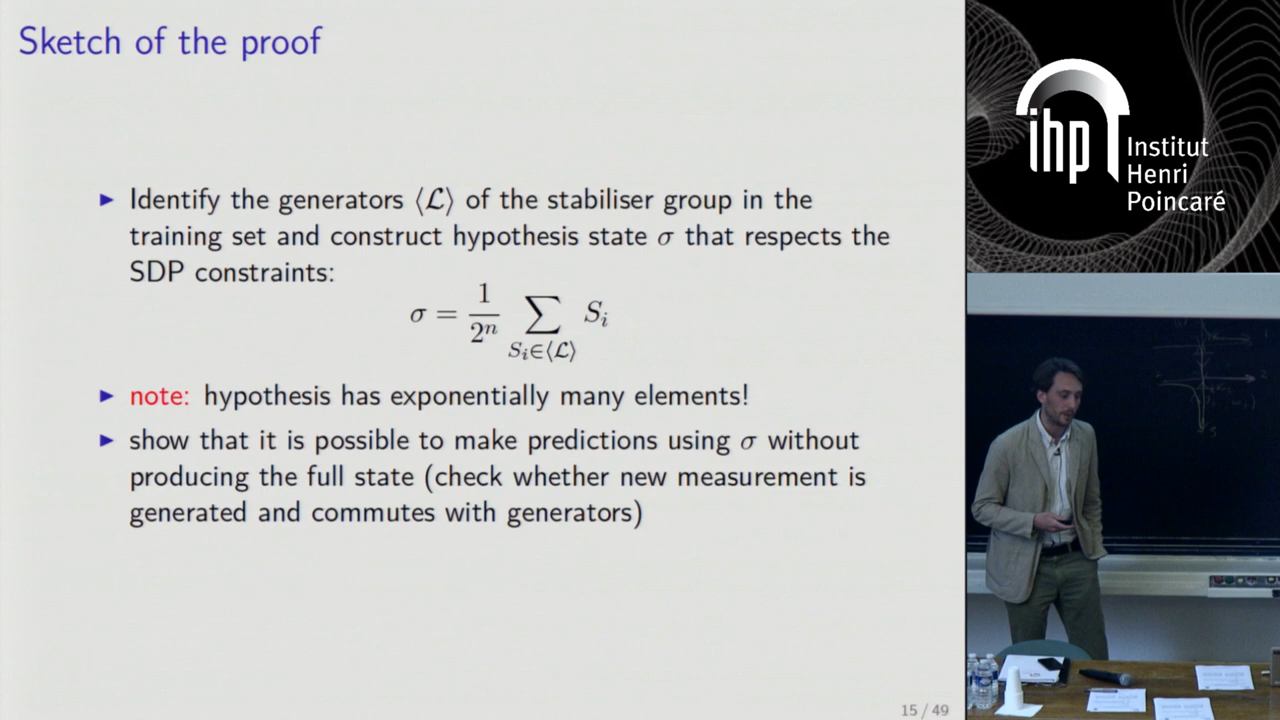 Sketch of the proof
▶ Identify the generators ⟨ℒ⟩ of the stabiliser group in the
training set and construct hypothesis state σ that respects the
SDP constraints:
σ = 1/2ⁿ ∑_{Sᵢ∈⟨ℒ⟩} Sᵢ
▶ note: hypothesis has exponentially many elements!
▶ show that it is possible to make predictions using σ without
producing the full state (check whether new measurement is
generated and commutes with generators)
15 / 49
ihp
Institut
Henri
Poincaré